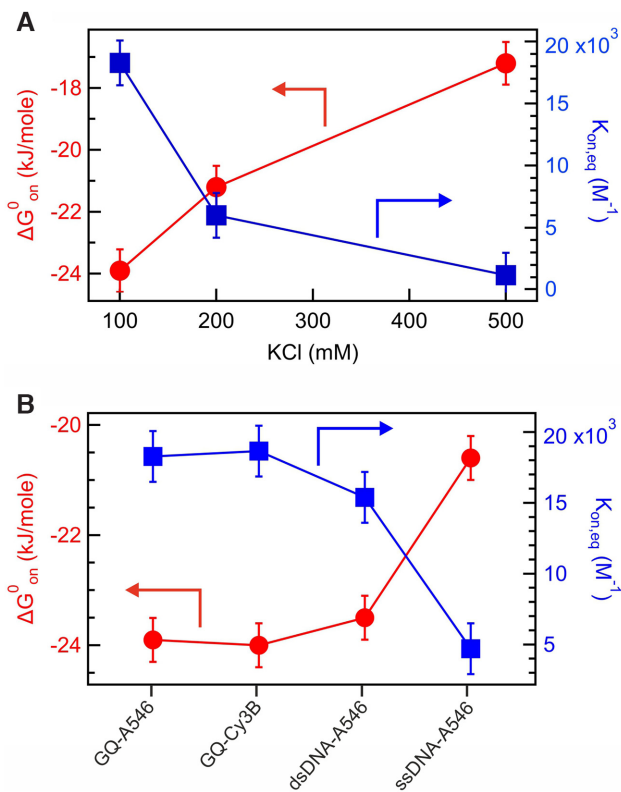 A
-18
-20
-22
-24
ΔG⁰on (kJ/mole)
20 x10³
15
10
5
0
Kon,eq (M⁻¹)
100 200 300 400 500
KCl (mM)
B
-20
-22
-24
ΔG⁰on (kJ/mole)
20 x10³
15
10
5
Kon,eq (M⁻¹)
GQ-A546
GQ-Cy3B
dsDNA-A546
ssDNA-A546